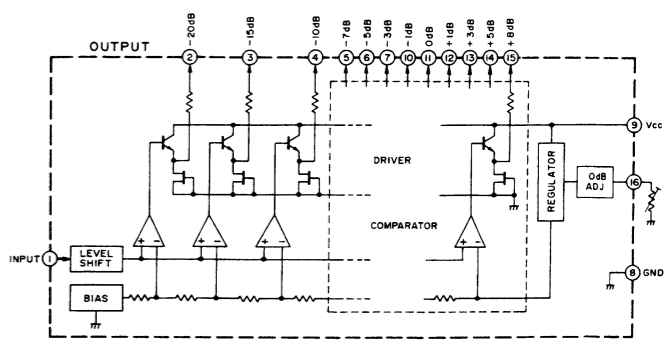 OUTPUT
-20dB
-15dB
-10dB
-7dB
-5dB
-3dB
-1dB
0dB
+1dB
+3dB
+5dB
+8dB
2
3
4
5
6
7
10
11
12
13
14
15
9 Vcc
DRIVER
REGULATOR
0dB
ADJ
16
COMPARATOR
+ -
+ -
+ -
+ -
INPUT 1
LEVEL
SHIFT
8 GND
BIAS